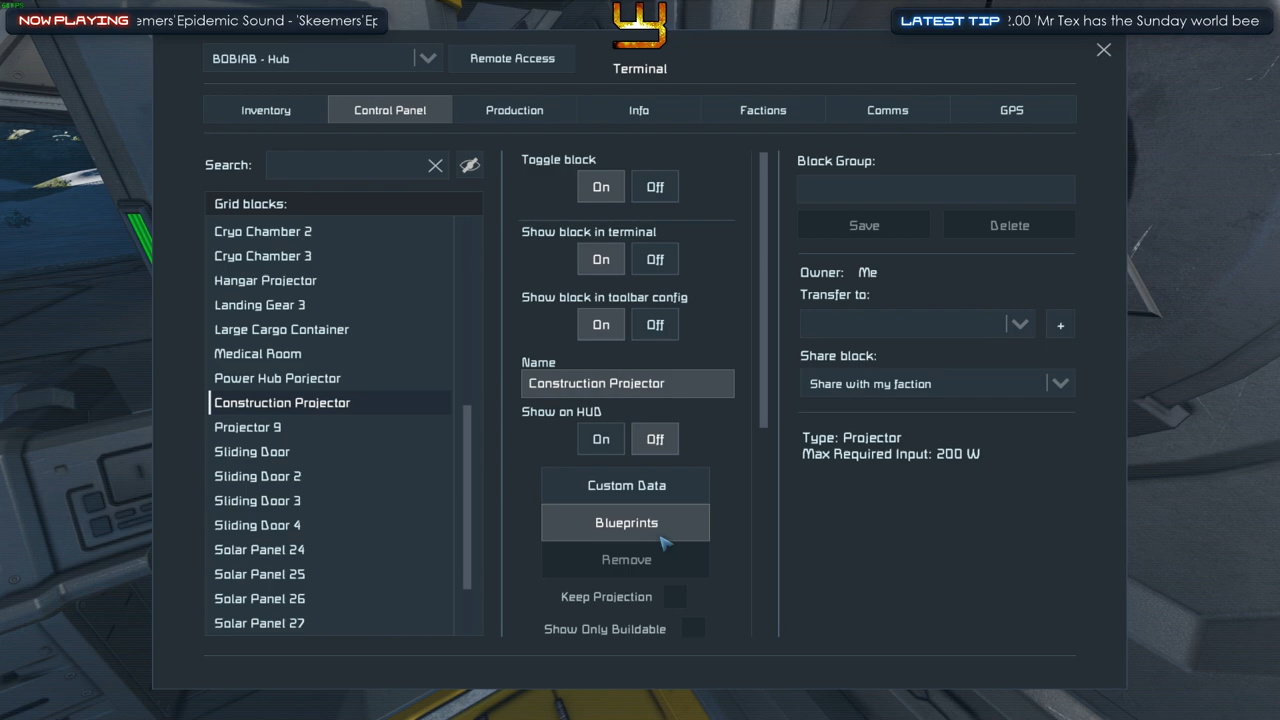 NOW PLAYING
emers'Epidemic Sound - 'Skeemers'Ep
LATEST TIP
2.00 'Mr Tex has the Sunday world bee
BOBIAB - Hub
Remote Access
Terminal
Inventory
Control Panel
Production
Info
Factions
Comms
GPS
Search:
Grid blocks:
Cryo Chamber 2
Cryo Chamber 3
Hangar Projector
Landing Gear 3
Large Cargo Container
Medical Room
Power Hub Porjector
Construction Projector
Projector 9
Sliding Door
Sliding Door 2
Sliding Door 3
Sliding Door 4
Solar Panel 24
Solar Panel 25
Solar Panel 26
Solar Panel 27
Toggle block
On Off
Show block in terminal
On Off
Show block in toolbar config
On Off
Name
Construction Projector
Show on HUD
On Off
Custom Data
Blueprints
Remove
Keep Projection
Show Only Buildable
Block Group:
Save
Delete
Owner: Me
Transfer to:
+
Share block:
Share with my faction
Type: Projector
Max Required Input: 200 W